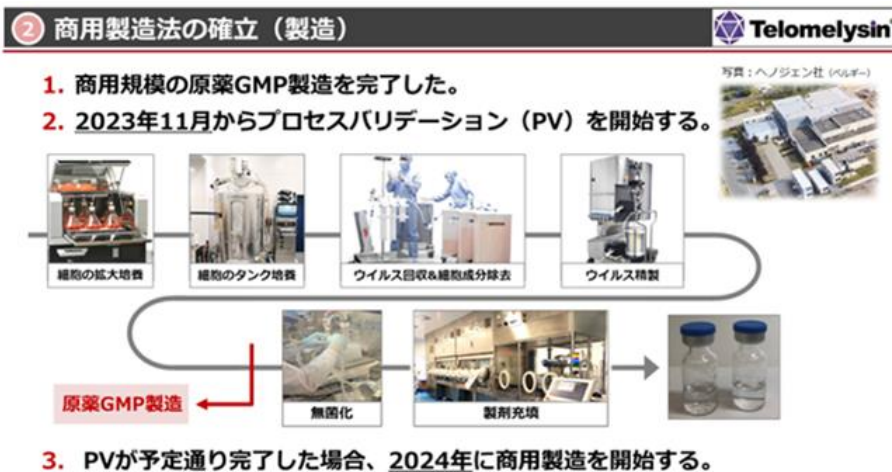 2 商用製造法の確立（製造）
Telomelysin
写真：ヘノジェン社（ベルギー）
1. 商用規模の原薬GMP製造を完了した。
2. 2023年11月からプロセスバリデーション（PV）を開始する。
細胞の拡大培養
細胞のタンク培養
ウイルス回収&細胞成分除去
ウイルス精製
原薬GMP製造
無菌化
製剤充填
3. PVが予定通り完了した場合、2024年に商用製造を開始する。